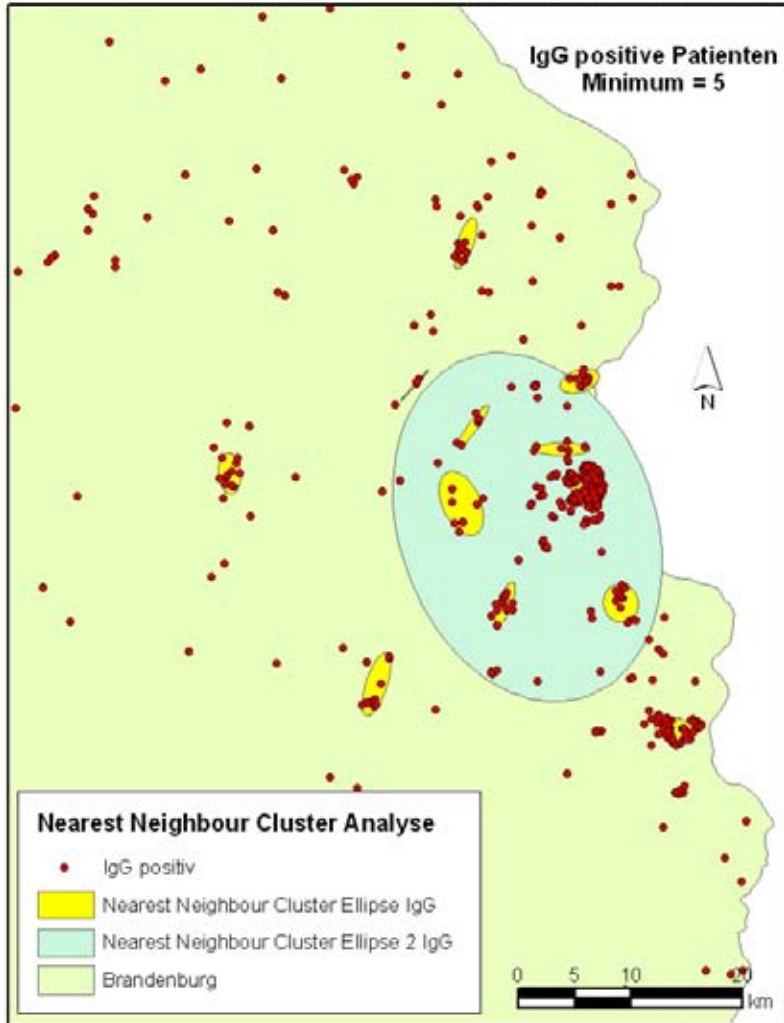 IgG positive Patienten
Minimum = 5
N
Nearest Neighbour Cluster Analyse
IgG positiv
Nearest Neighbour Cluster Ellipse IgG
Nearest Neighbour Cluster Ellipse 2 IgG
Brandenburg
0 5 10 20
km